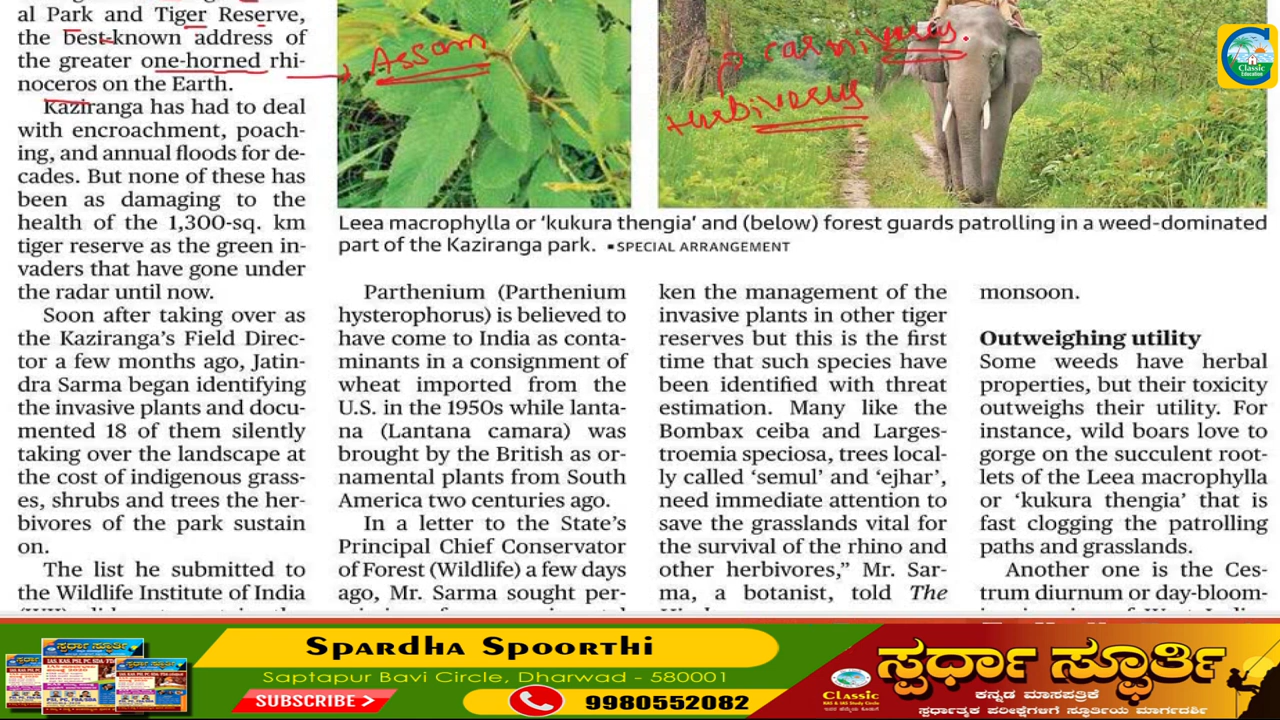 al Park and Tiger Reserve,
the best-known address of
the greater one-horned rhi-
noceros on the Earth.
Kaziranga has had to deal
with encroachment, poach-
ing, and annual floods for de-
cades. But none of these has
been as damaging to the
health of the 1,300-sq. km
tiger reserve as the green in-
vaders that have gone under
the radar until now.
Soon after taking over as
the Kaziranga's Field Direc-
tor a few months ago, Jatin-
dra Sarma began identifying
the invasive plants and docu-
mented 18 of them silently
taking over the landscape at
the cost of indigenous grass-
es, shrubs and trees the her-
bivores of the park sustain
on.
The list he submitted to
the Wildlife Institute of India
Assam
carnivorus.
Herbivorus
Classic
Education
Leea macrophylla or 'kukura thengia' and (below) forest guards patrolling in a weed-dominated
part of the Kaziranga park. ▪SPECIAL ARRANGEMENT
Parthenium (Parthenium
hysterophorus) is believed to
have come to India as conta-
minants in a consignment of
wheat imported from the
U.S. in the 1950s while lanta-
na (Lantana camara) was
brought by the British as or-
namental plants from South
America two centuries ago.
In a letter to the State's
Principal Chief Conservator
of Forest (Wildlife) a few days
ago, Mr. Sarma sought per-
ken the management of the
invasive plants in other tiger
reserves but this is the first
time that such species have
been identified with threat
estimation. Many like the
Bombax ceiba and Largers-
troemia speciosa, trees local-
ly called 'semul' and 'ejhar',
need immediate attention to
save the grasslands vital for
the survival of the rhino and
other herbivores,” Mr. Sar-
ma, a botanist, told The
monsoon.
Outweighing utility
Some weeds have herbal
properties, but their toxicity
outweighs their utility. For
instance, wild boars love to
gorge on the succulent root-
lets of the Leea macrophylla
or 'kukura thengia' that is
fast clogging the patrolling
paths and grasslands.
Another one is the Ces-
trum diurnum or day-bloom-
Spardha Spoorthi
Saptapur Bavi Circle, Dharwad - 580001
SUBSCRIBE >
9980552082
Classic
KAS & IAS Study Circle
ಸ್ಪರ್ಧಾ ಸ್ಫೂರ್ತಿ
ಕನ್ನಡ ಮಾಸಪತ್ರಿಕೆ
ಸ್ಪರ್ಧಾತ್ಮಕ ಪರೀಕ್ಷೆಗಳಿಗೆ ಸ್ಫೂರ್ತಿಯ ಮಾರ್ಗದರ್ಶಿ